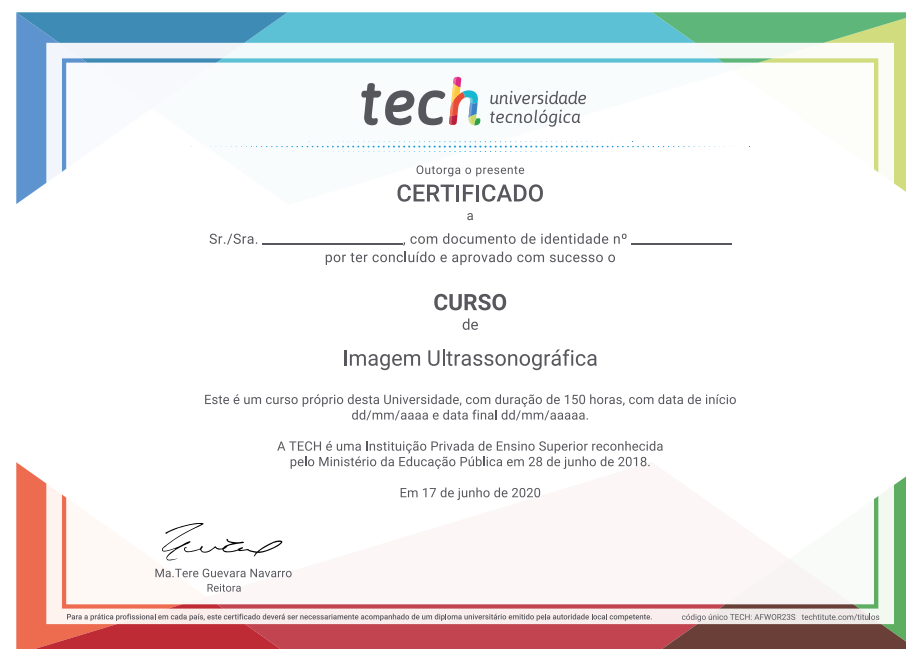 tech universidade
tecnológica
Outorga o presente
CERTIFICADO
a
Sr./Sra. ________________, com documento de identidade nº ____________
por ter concluído e aprovado com sucesso o
CURSO
de
Imagem Ultrassonográfica
Este é um curso próprio desta Universidade, com duração de 150 horas, com data de início
dd/mm/aaaa e data final dd/mm/aaaaa.
A TECH é uma Instituição Privada de Ensino Superior reconhecida
pelo Ministério da Educação Pública em 28 de junho de 2018.
Em 17 de junho de 2020
Ma.Tere Guevara Navarro
Reitora
Para a prática profissional em cada país, este certificado deverá ser necessariamente acompanhado de um diploma universitário emitido pela autoridade local competente. código único TECH: AFWOR23S techtitute.com/titulos